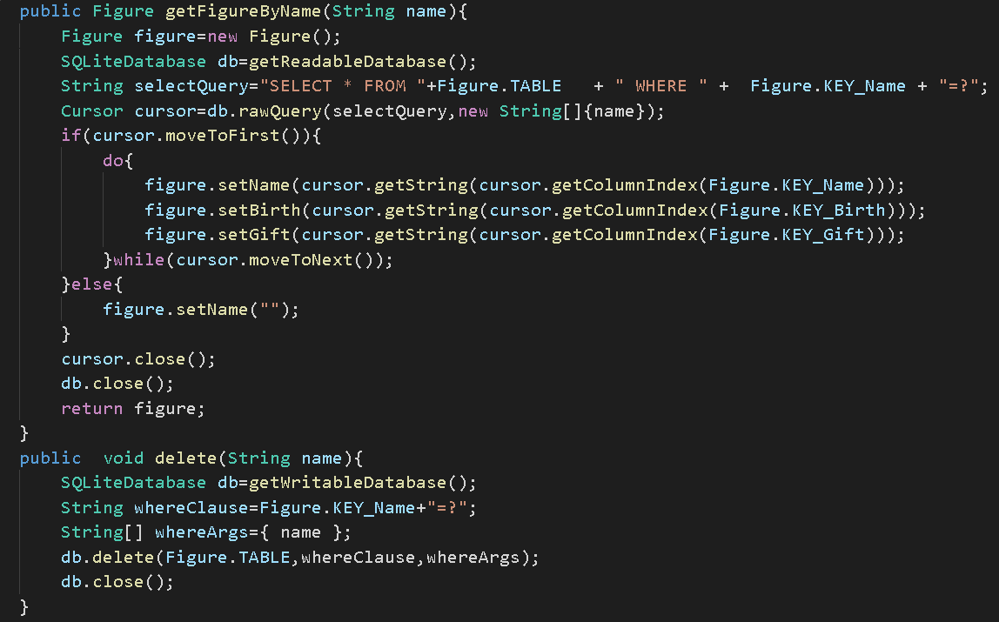 public Figure getFigureByName(String name){
    Figure figure=new Figure();
    SQLiteDatabase db=getReadableDatabase();
    String selectQuery="SELECT * FROM "+Figure.TABLE   + " WHERE " +  Figure.KEY_Name + "=?";
    Cursor cursor=db.rawQuery(selectQuery,new String[]{name});
    if(cursor.moveToFirst()){
        do{
            figure.setName(cursor.getString(cursor.getColumnIndex(Figure.KEY_Name)));
            figure.setBirth(cursor.getString(cursor.getColumnIndex(Figure.KEY_Birth)));
            figure.setGift(cursor.getString(cursor.getColumnIndex(Figure.KEY_Gift)));
        }while(cursor.moveToNext());
    }else{
        figure.setName("");
    }
    cursor.close();
    db.close();
    return figure;
}
public  void delete(String name){
    SQLiteDatabase db=getWritableDatabase();
    String whereClause=Figure.KEY_Name+"=?";
    String[] whereArgs={ name };
    db.delete(Figure.TABLE,whereClause,whereArgs);
    db.close();
}